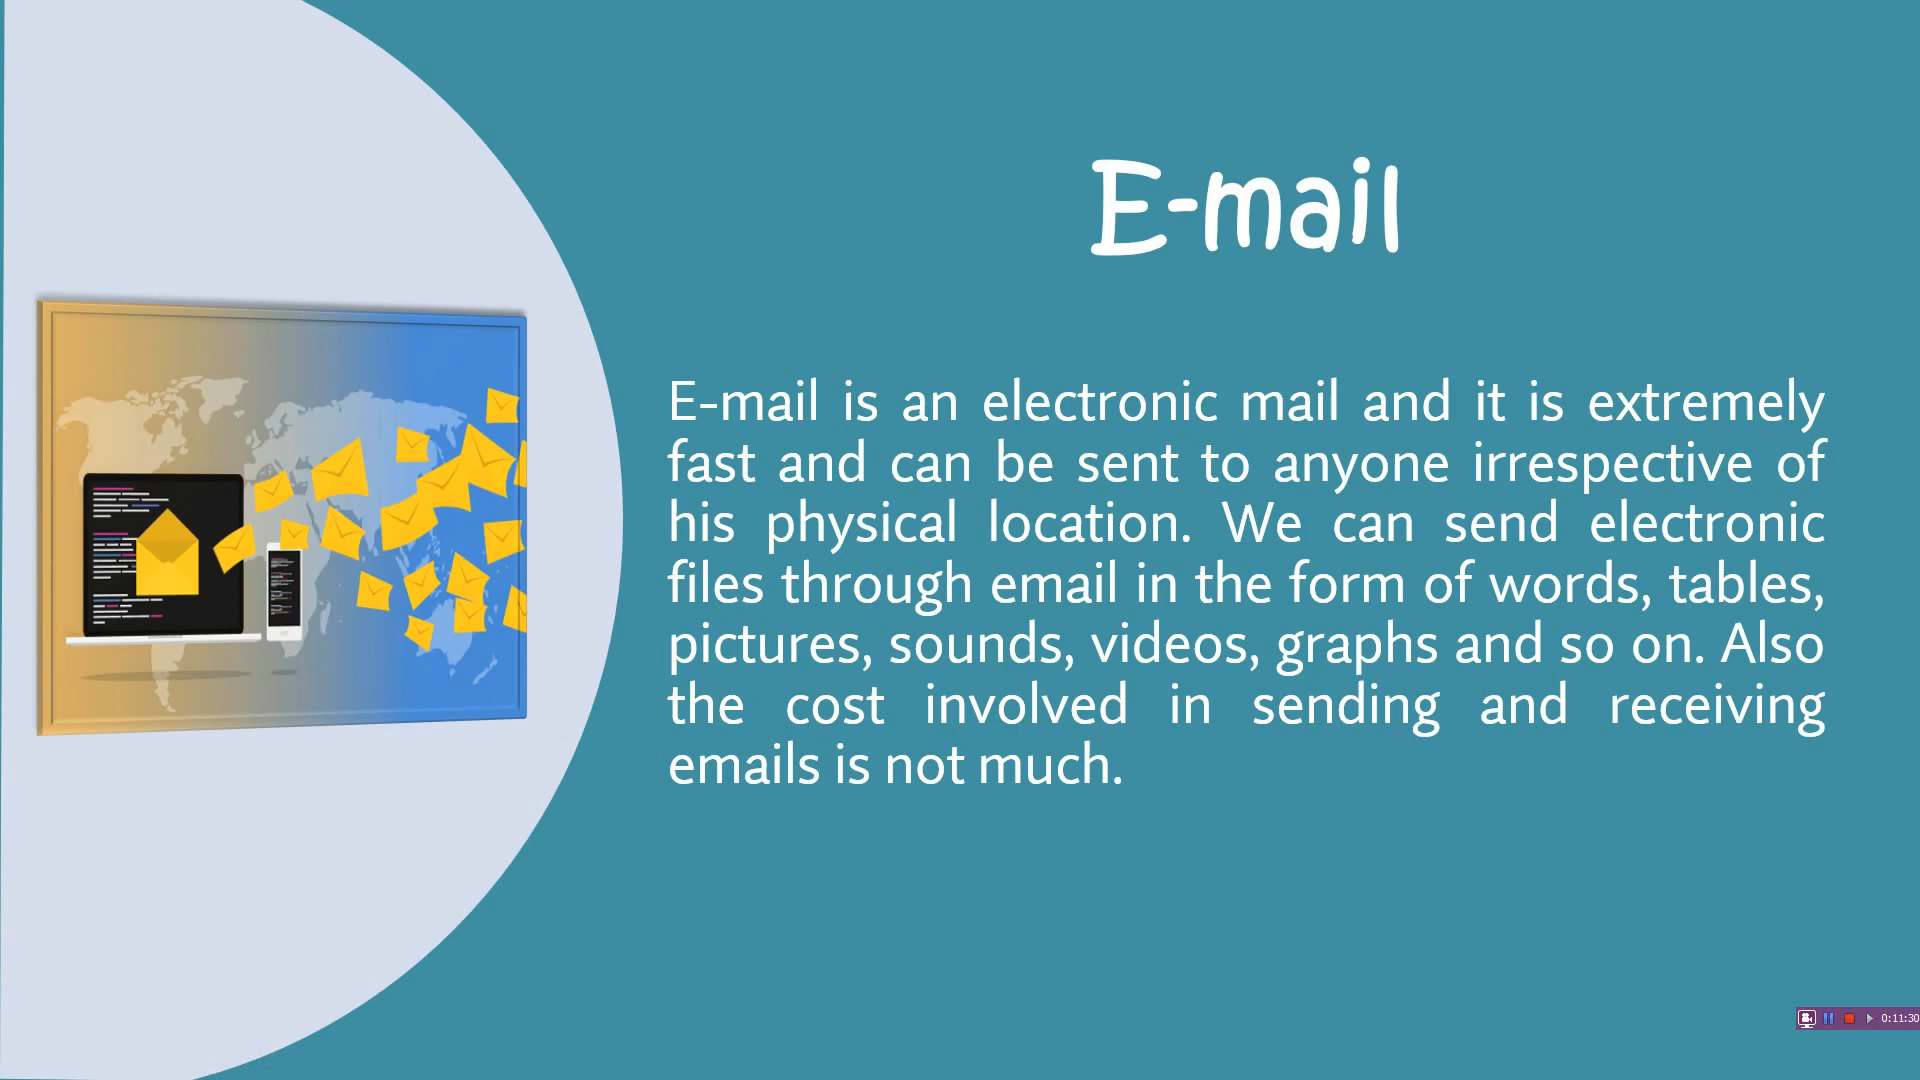 E-mail
E-mail is an electronic mail and it is extremely
fast and can be sent to anyone irrespective of
his physical location. We can send electronic
files through email in the form of words, tables,
pictures, sounds, videos, graphs and so on. Also
the cost involved in sending and receiving
emails is not much.
0:11:30